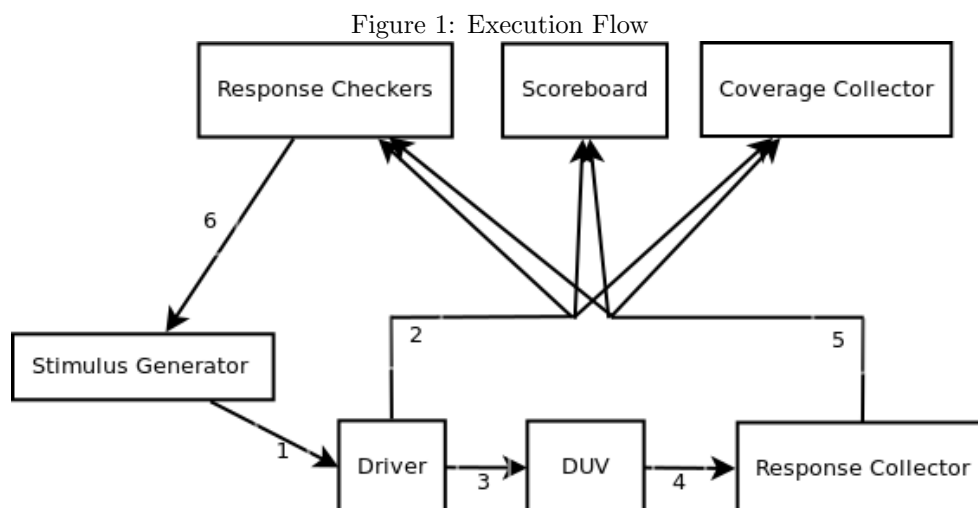 Figure 1: Execution Flow
Response Checkers
Scoreboard
Coverage Collector
6
2
5
Stimulus Generator
1
Driver
3
DUV
4
Response Collector